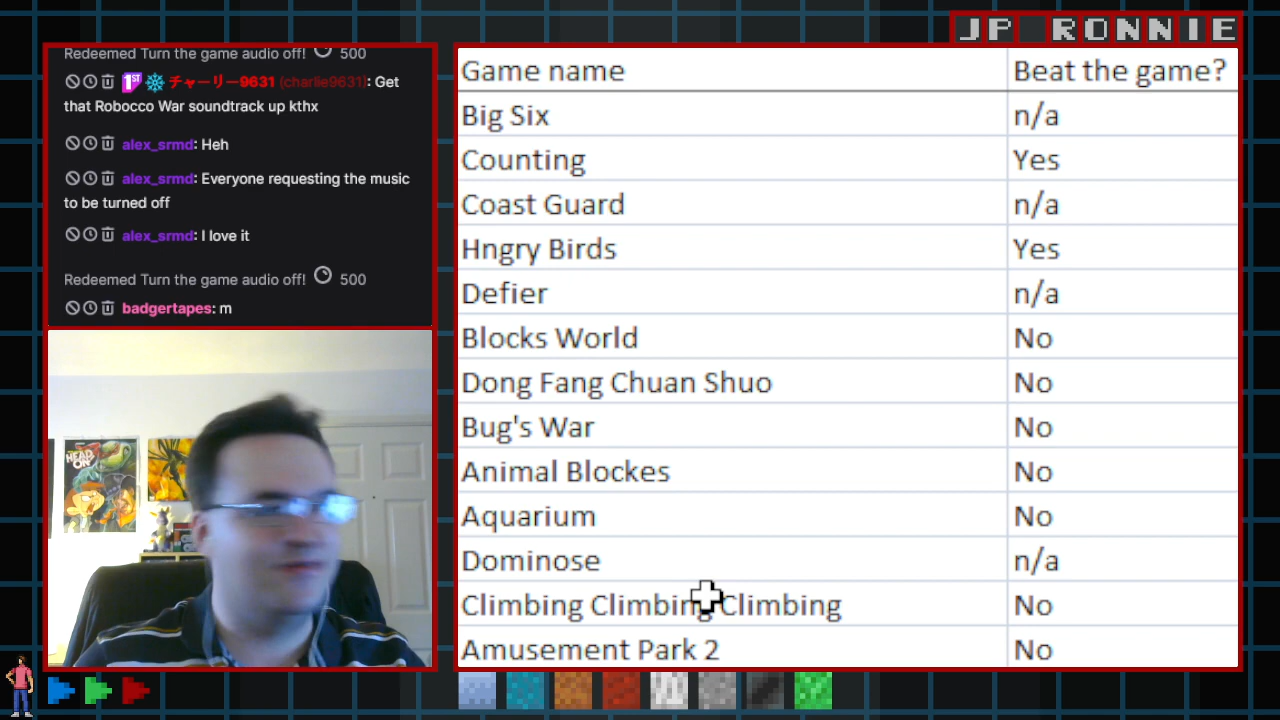 JP RONNIE
Redeemed Turn the game audio off! 500
チャーリー9631 (charlie9631): Get
that Robocco War soundtrack up kthx
alex_srmd: Heh
alex_srmd: Everyone requesting the music
to be turned off
alex_srmd: I love it
Redeemed Turn the game audio off! 500
badgertapes: m
HEAD ON
Game name Beat the game?
Big Six n/a
Counting Yes
Coast Guard n/a
Hngry Birds Yes
Defier n/a
Blocks World No
Dong Fang Chuan Shuo No
Bug's War No
Animal Blockes No
Aquarium No
Dominose n/a
Climbing Climbing Climbing No
Amusement Park 2 No